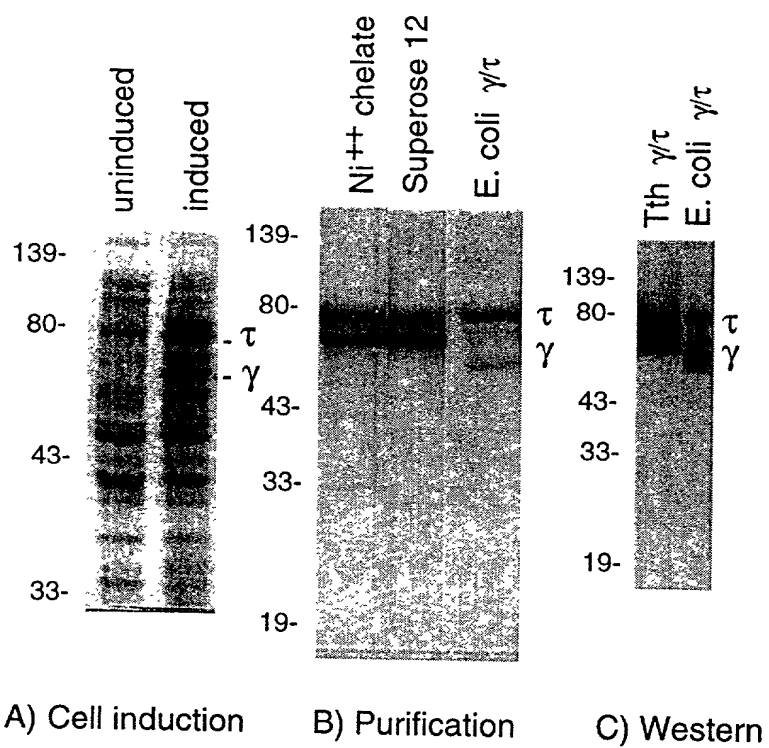 uninduced
induced
139-
80-
43-
33-
- τ
- γ
A) Cell induction
Ni++ chelate
Superose 12
E. coli γ/τ
139-
80-
43-
33-
19-
τ
γ
B) Purification
Tth γ/τ
E. coli γ/τ
139-
80-
43-
33-
19-
τ
γ
C) Western